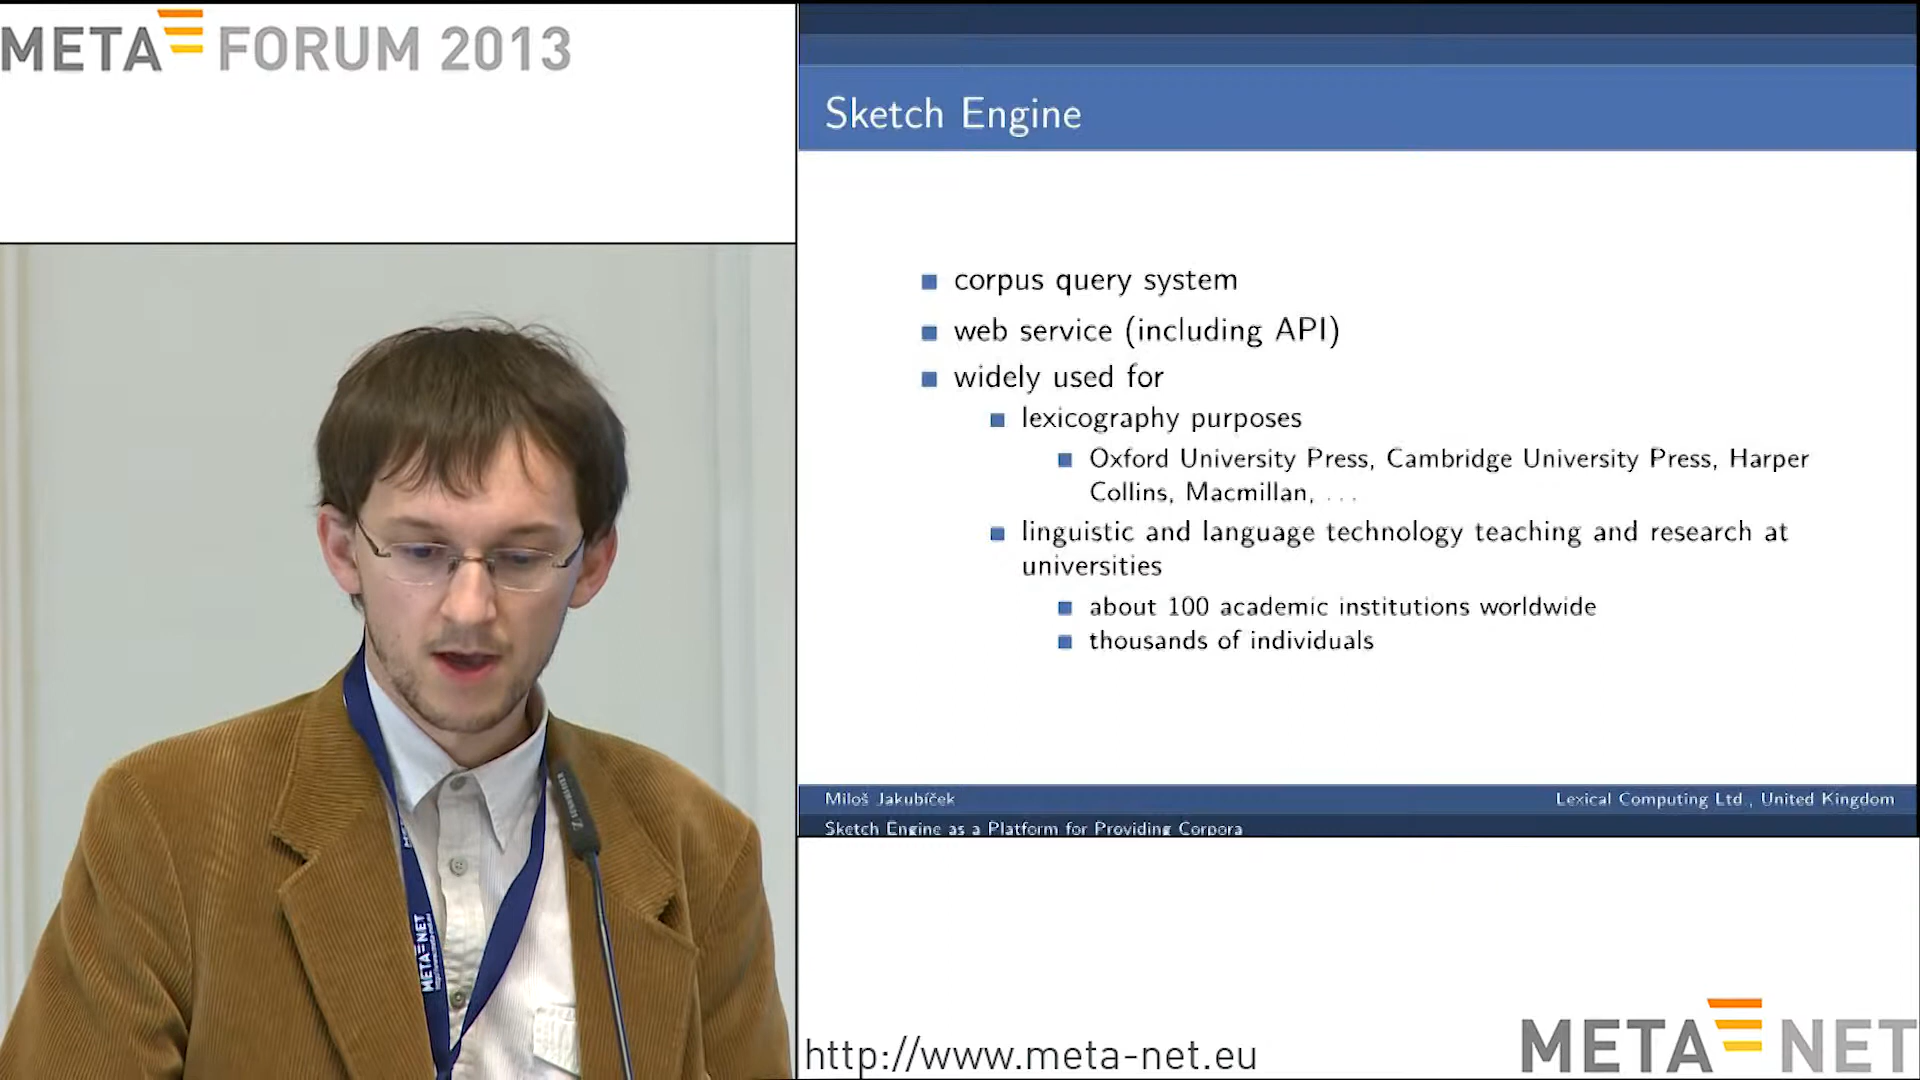 META FORUM 2013
Sketch Engine
corpus query system
web service (including API)
widely used for
lexicography purposes
Oxford University Press, Cambridge University Press, Harper
Collins, Macmillan, ...
linguistic and language technology teaching and research at
universities
about 100 academic institutions worldwide
thousands of individuals
Miloš Jakubíček
Lexical Computing Ltd., United Kingdom
Sketch Engine as a Platform for Providing Corpora
META NET
SENNHEISER
http://www.meta-net.eu
META NET